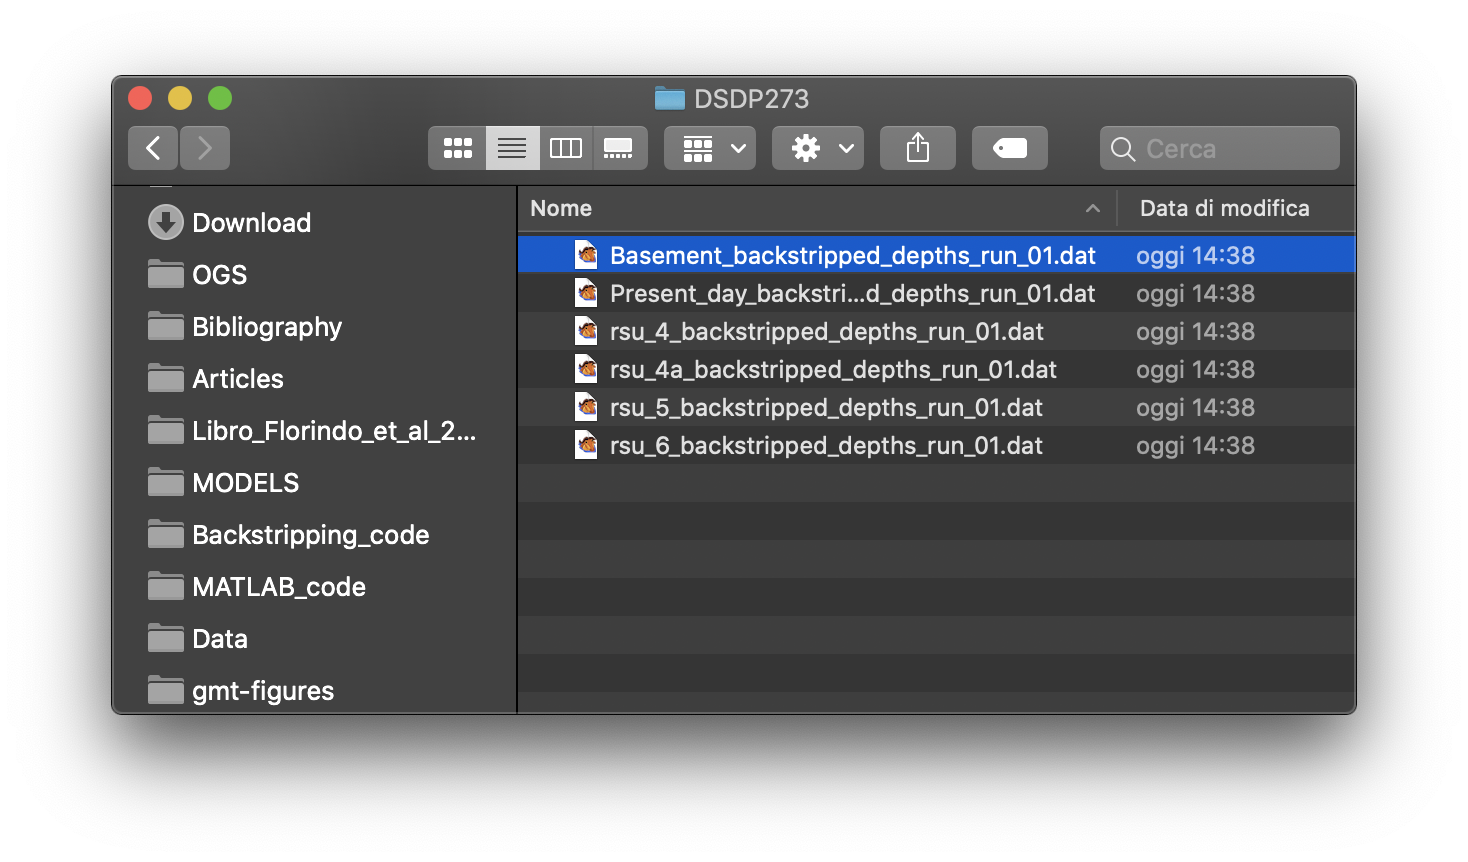 DSDP273
Cerca
Download
OGS
Bibliography
Articles
Libro_Florindo_et_al_2...
MODELS
Backstripping_code
MATLAB_code
Data
gmt-figures
Nome Data di modifica
Basement_backstripped_depths_run_01.dat oggi 14:38
Present_day_backstri...d_depths_run_01.dat oggi 14:38
rsu_4_backstripped_depths_run_01.dat oggi 14:38
rsu_4a_backstripped_depths_run_01.dat oggi 14:38
rsu_5_backstripped_depths_run_01.dat oggi 14:38
rsu_6_backstripped_depths_run_01.dat oggi 14:38